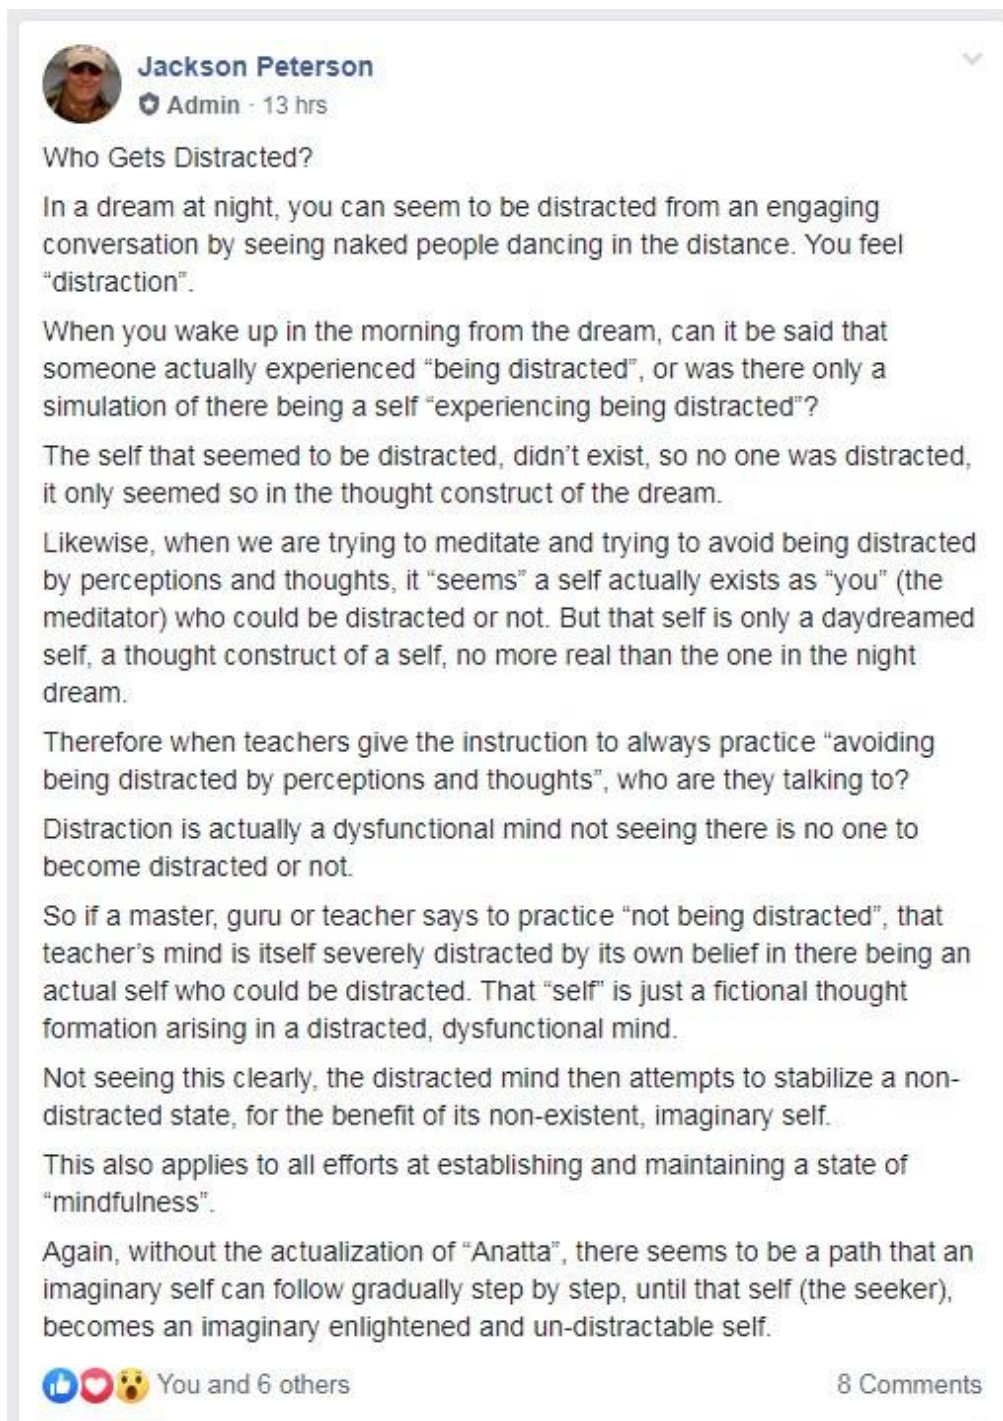 Jackson Peterson
Admin · 13 hrs
Who Gets Distracted?
In a dream at night, you can seem to be distracted from an engaging
conversation by seeing naked people dancing in the distance. You feel
“distraction”.
When you wake up in the morning from the dream, can it be said that
someone actually experienced “being distracted”, or was there only a
simulation of there being a self “experiencing being distracted”?
The self that seemed to be distracted, didn’t exist, so no one was distracted,
it only seemed so in the thought construct of the dream.
Likewise, when we are trying to meditate and trying to avoid being distracted
by perceptions and thoughts, it “seems” a self actually exists as “you” (the
meditator) who could be distracted or not. But that self is only a daydreamed
self, a thought construct of a self, no more real than the one in the night
dream.
Therefore when teachers give the instruction to always practice “avoiding
being distracted by perceptions and thoughts”, who are they talking to?
Distraction is actually a dysfunctional mind not seeing there is no one to
become distracted or not.
So if a master, guru or teacher says to practice “not being distracted”, that
teacher’s mind is itself severely distracted by its own belief in there being an
actual self who could be distracted. That “self” is just a fictional thought
formation arising in a distracted, dysfunctional mind.
Not seeing this clearly, the distracted mind then attempts to stabilize a non-
distracted state, for the benefit of its non-existent, imaginary self.
This also applies to all efforts at establishing and maintaining a state of
“mindfulness”.
Again, without the actualization of “Anatta”, there seems to be a path that an
imaginary self can follow gradually step by step, until that self (the seeker),
becomes an imaginary enlightened and un-distractable self.
You and 6 others
8 Comments